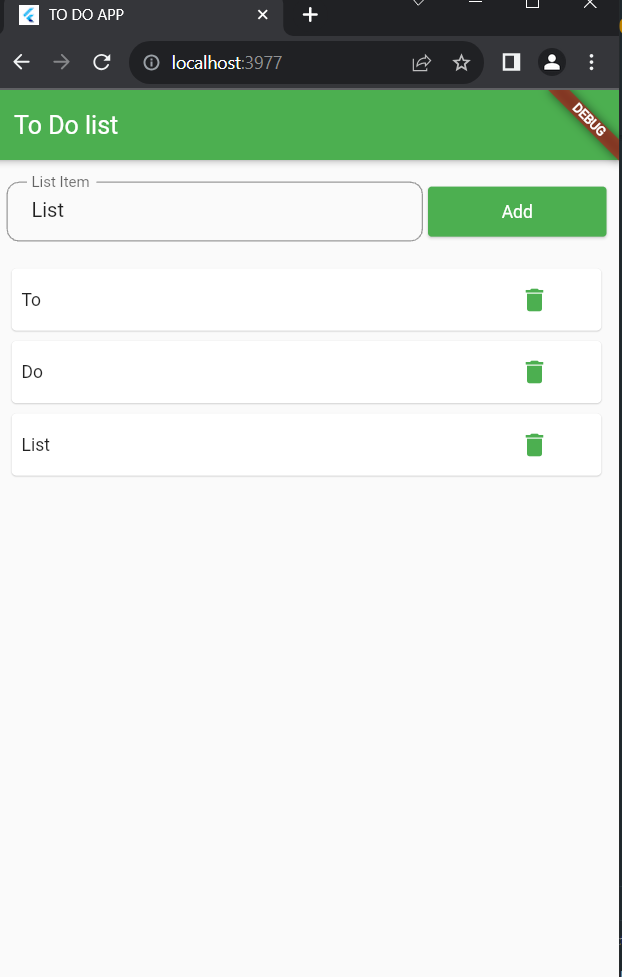 TO DO APP
localhost:3977
To Do list
DEBUG
List Item
List
Add
To
Do
List